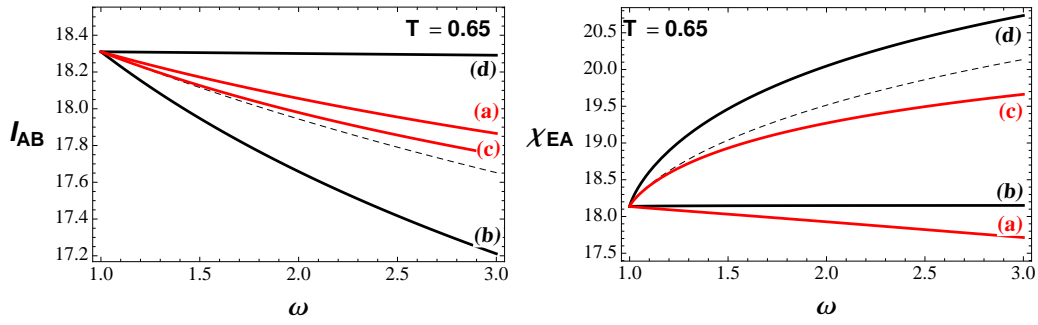 T = 0.65
18.4
18.2
18.0
17.8
17.6
17.4
17.2
I_AB
(d)
(a)
(c)
(b)
1.0 1.5 2.0 2.5 3.0
ω
T = 0.65
20.5
20.0
19.5
19.0
18.5
18.0
17.5
χ_EA
(d)
(c)
(b)
(a)
1.0 1.5 2.0 2.5 3.0
ω